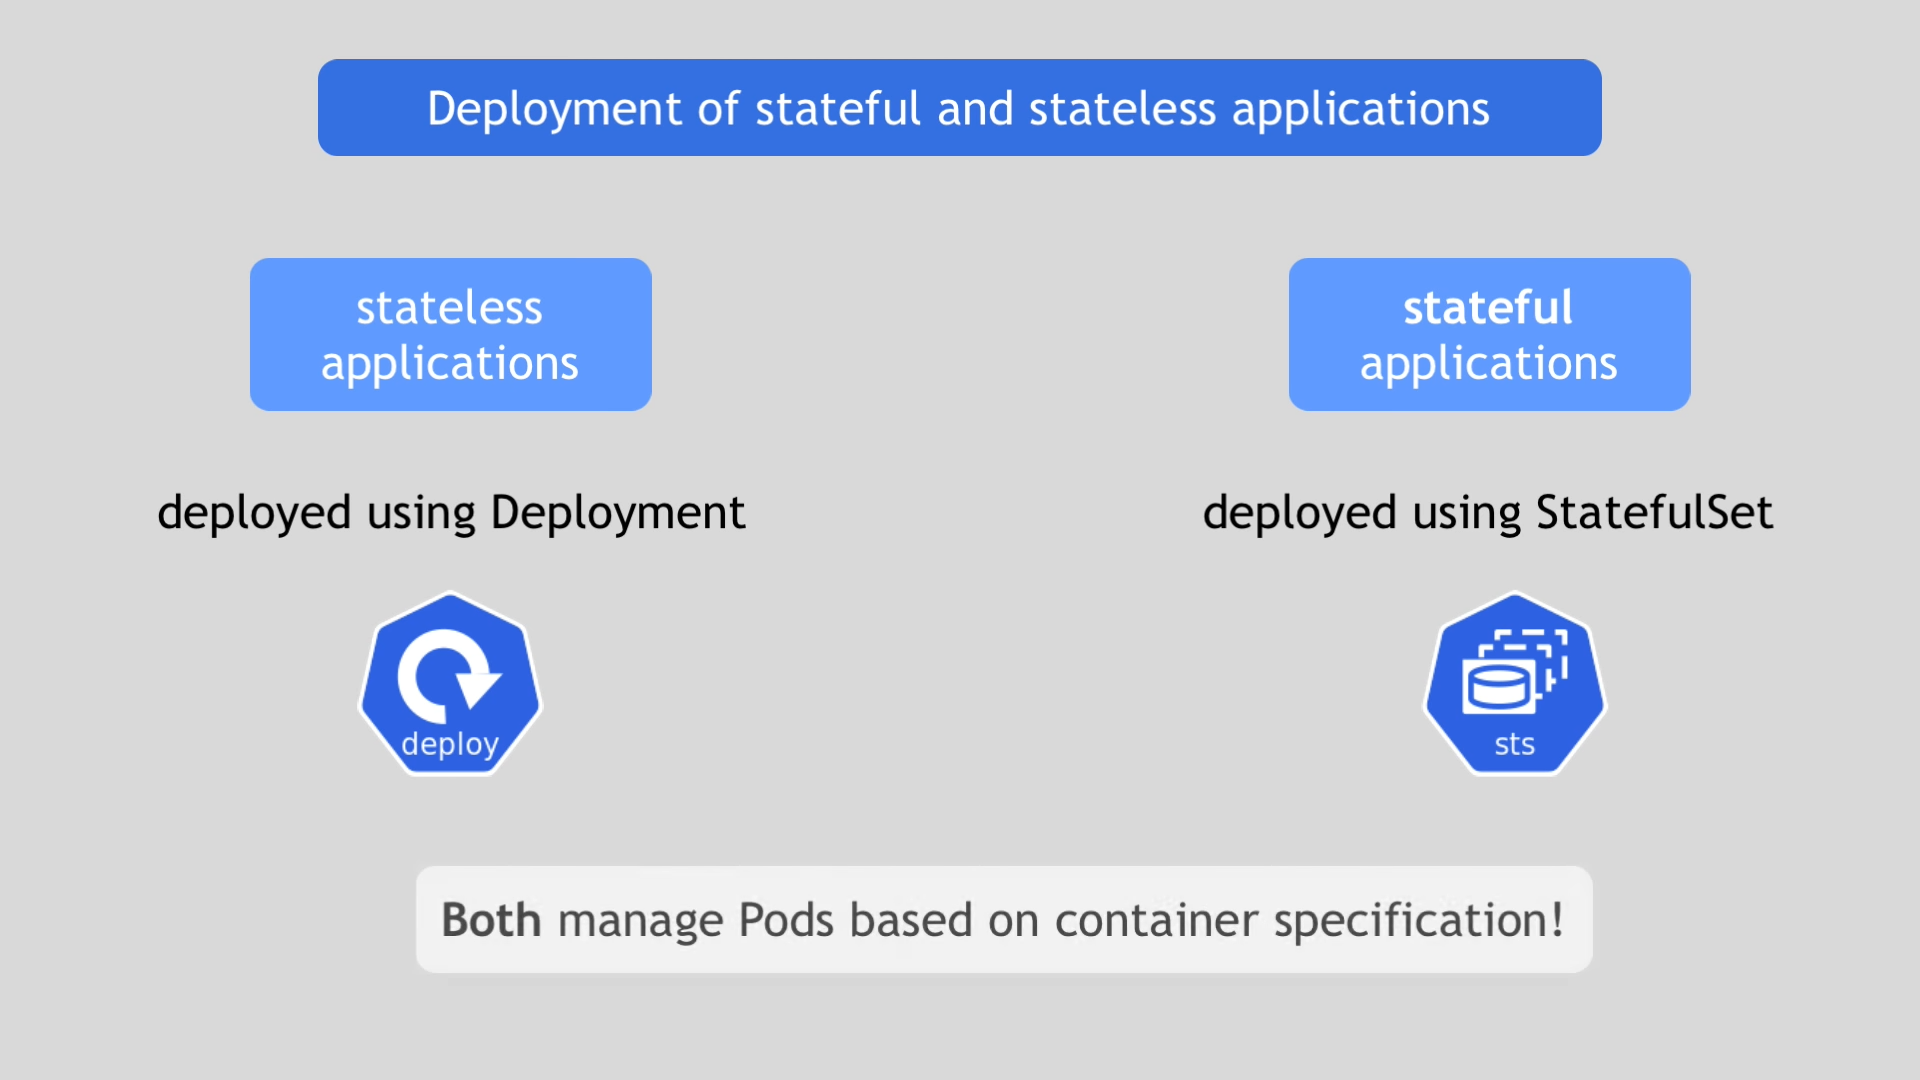 Deployment of stateful and stateless applications
stateless
applications
stateful
applications
deployed using Deployment
deployed using StatefulSet
deploy
sts
Both manage Pods based on container specification!